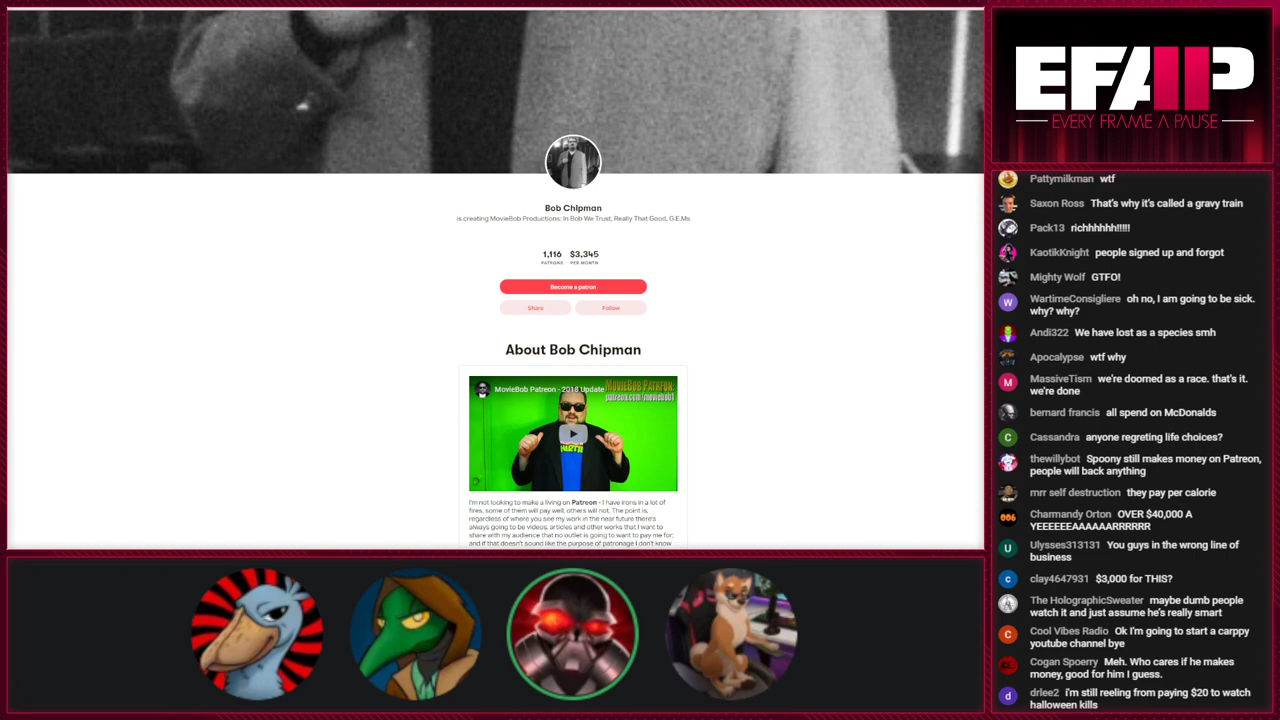 Bob Chipman
is creating MovieBob Productions: In Bob We Trust, Really That Good, G.E.Ms
1,116 $3,345
PATRONS PER MONTH
Become a patron
Share Follow
About Bob Chipman
MovieBob Patreon - 2018 Update
MOVIEBOB PATREON:
patreon.com/moviebob1
I'm not looking to make a living on Patreon - I have irons in a lot of
fires, some of them will pay well, others will not. The point is,
regardless of where you see my work in the near future there's
always going to be videos, articles and other works that I want to
share with my audience that no outlet is going to want to pay me for;
and if that doesn't sound like the purpose of patronage I don't know
EFAP
EVERY FRAME A PAUSE
Pattymilkman wtf
Saxon Ross That's why it's called a gravy train
Pack13 richhhhhh!!!!!
KaotikKnight people signed up and forgot
Mighty Wolf GTFO!
W
WartimeConsigliere oh no, I am going to be sick.
why? why?
Andi322 We have lost as a species smh
Apocalypse wtf why
M
MassiveTism we're doomed as a race. that's it.
we're done
bernard francis all spend on McDonalds
C
Cassandra anyone regreting life choices?
thewillybot Spoony still makes money on Patreon,
people will back anything
mrr self destruction they pay per calorie
Charmandy Orton OVER $40,000 A
YEEEEEEAAAAAARRRRRR
U
Ulysses313131 You guys in the wrong line of
business
c
clay4647931 $3,000 for THIS?
The HolographicSweater maybe dumb people
watch it and just assume he's really smart
C
Cool Vibes Radio Ok I'm going to start a carppy
youtube channel bye
Cogan Spoerry Meh. Who cares if he makes
money, good for him I guess.
d
drlee2 i'm still reeling from paying $20 to watch
halloween kills